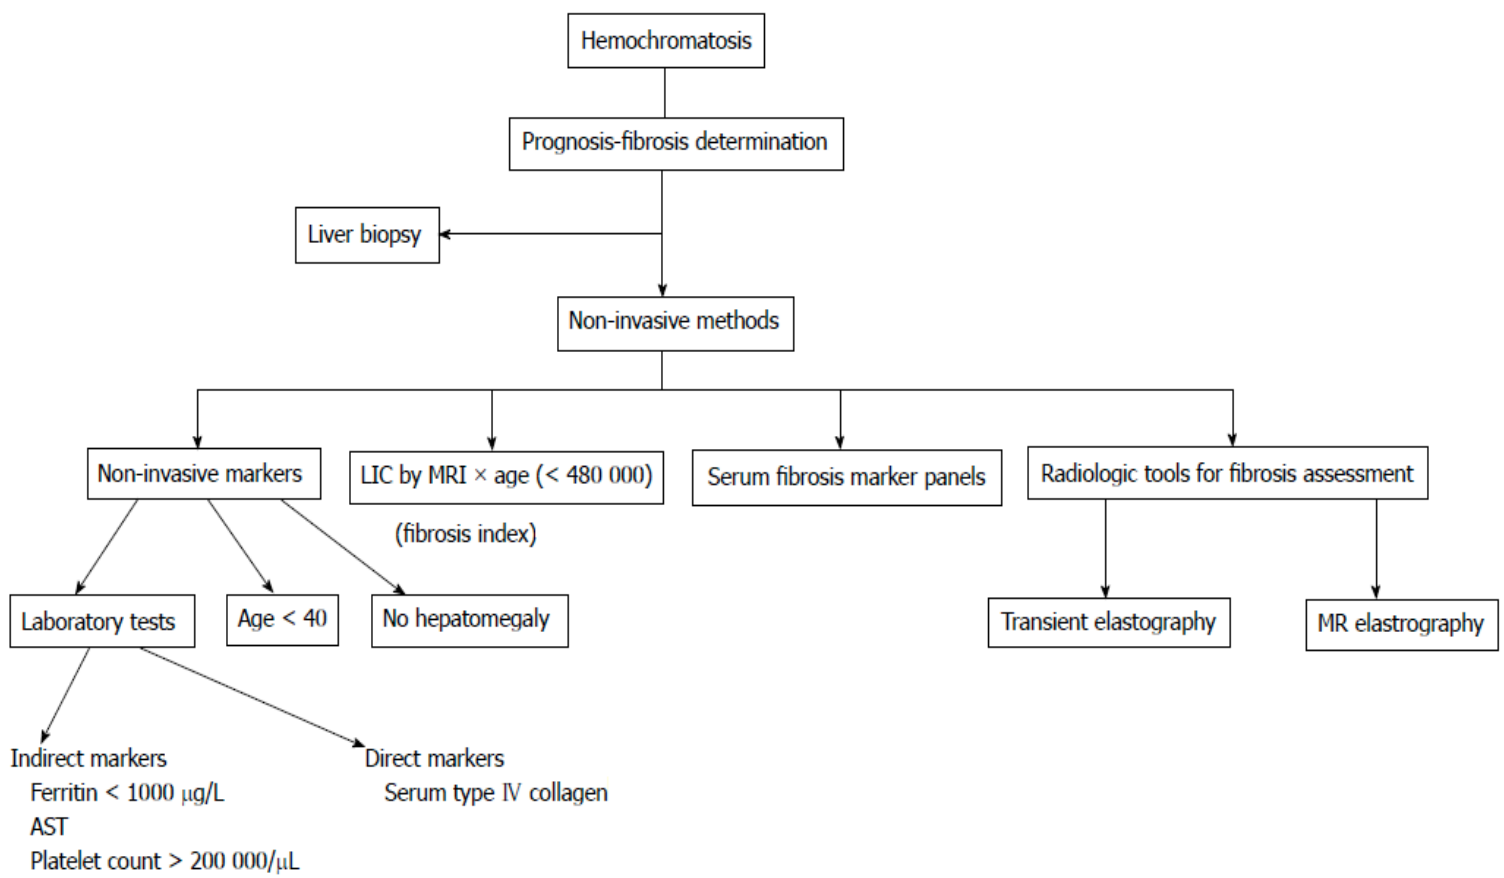 Hemochromatosis
Prognosis-fibrosis determination
Liver biopsy
Non-invasive methods
Non-invasive markers
LIC by MRI × age (< 480 000)
(fibrosis index)
Serum fibrosis marker panels
Radiologic tools for fibrosis assessment
Laboratory tests
Age < 40
No hepatomegaly
Transient elastography
MR elastrography
Indirect markers
Ferritin < 1000 μg/L
AST
Platelet count > 200 000/μL
Direct markers
Serum type IV collagen